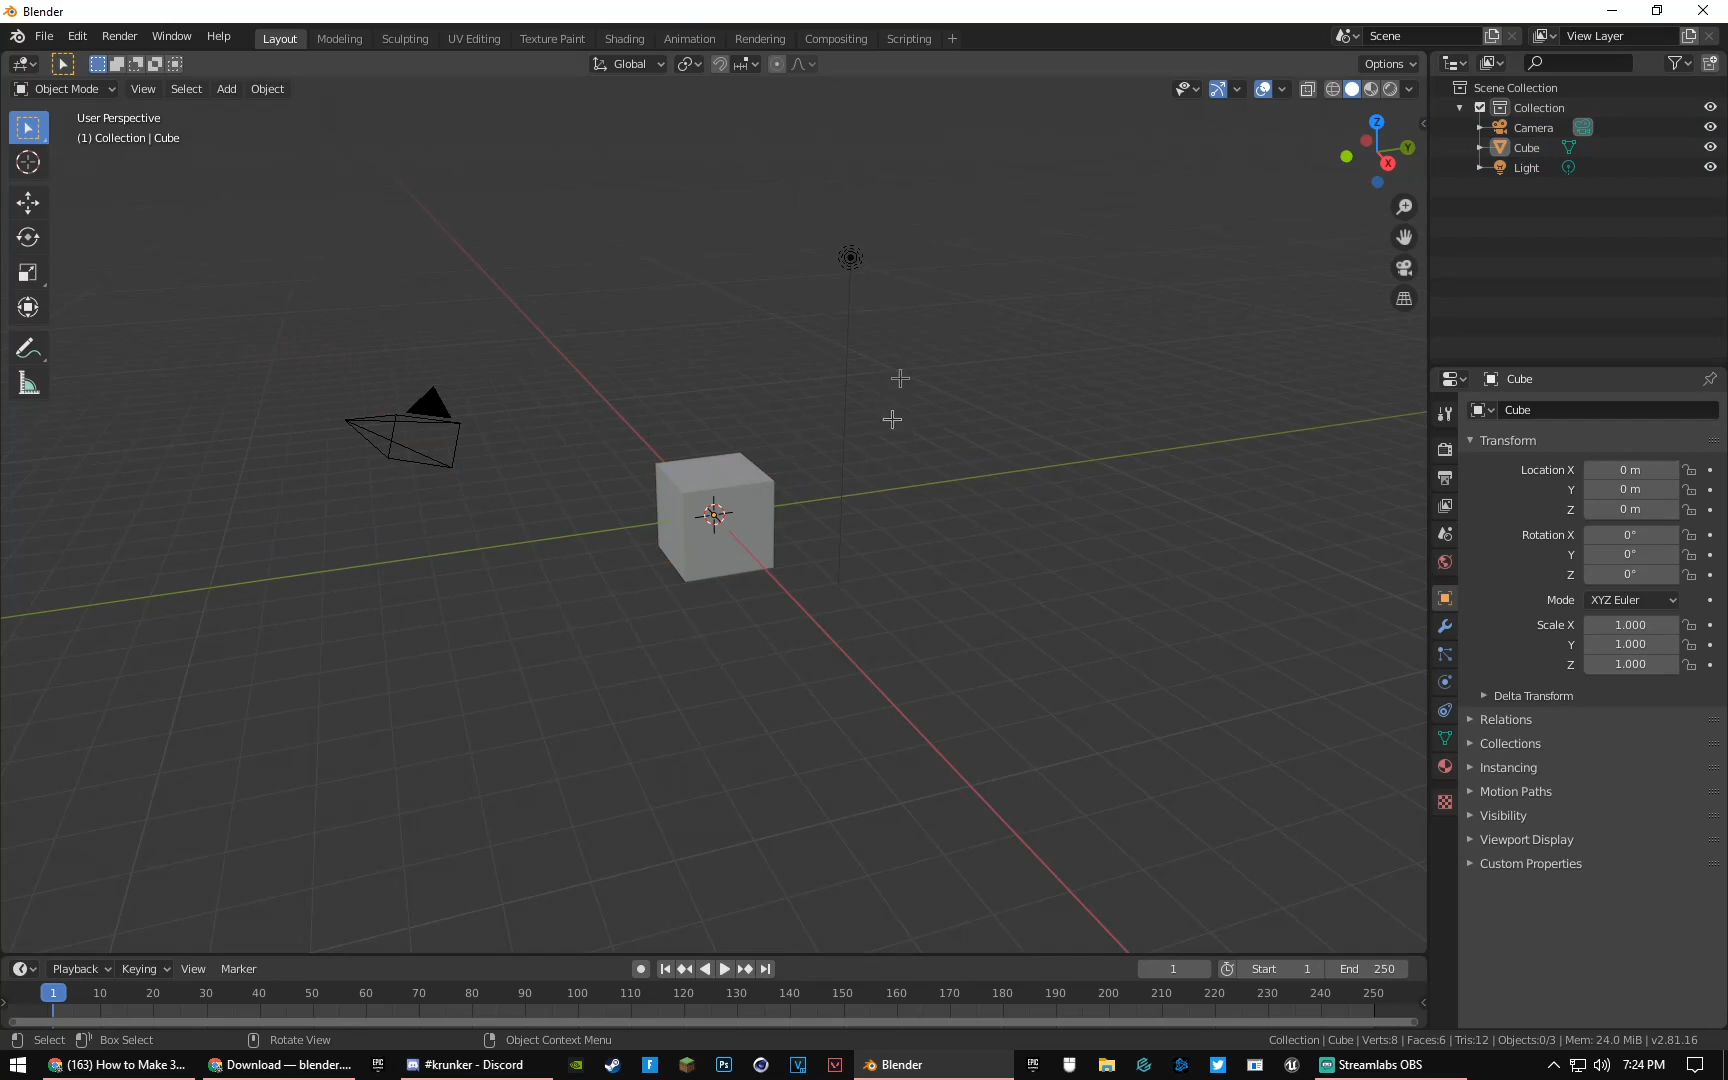 Blender
File Edit Render Window Help Layout Modeling Sculpting UV Editing Texture Paint Shading Animation Rendering Compositing Scripting + Scene View Layer
Global Options
Object Mode View Select Add Object
User Perspective
(1) Collection | Cube
Z
Y
X
Scene Collection
Collection
Camera
Cube
Light
Cube
Cube
Transform
Location X 0 m
Y 0 m
Z 0 m
Rotation X 0°
Y 0°
Z 0°
Mode XYZ Euler
Scale X 1.000
Y 1.000
Z 1.000
Delta Transform
Relations
Collections
Instancing
Motion Paths
Visibility
Viewport Display
Custom Properties
Playback Keying View Marker 1 Start 1 End 250
1 10 20 30 40 50 60 70 80 90 100 110 120 130 140 150 160 170 180 190 200 210 220 230 240 250
Select Box Select Rotate View Object Context Menu Collection | Cube | Verts:8 | Faces:6 | Tris:12 | Objects:0/3 | Mem: 24.0 MiB | v2.81.16
(163) How to Make 3... Download — blender.... #krunker - Discord Blender Streamlabs OBS 7:24 PM